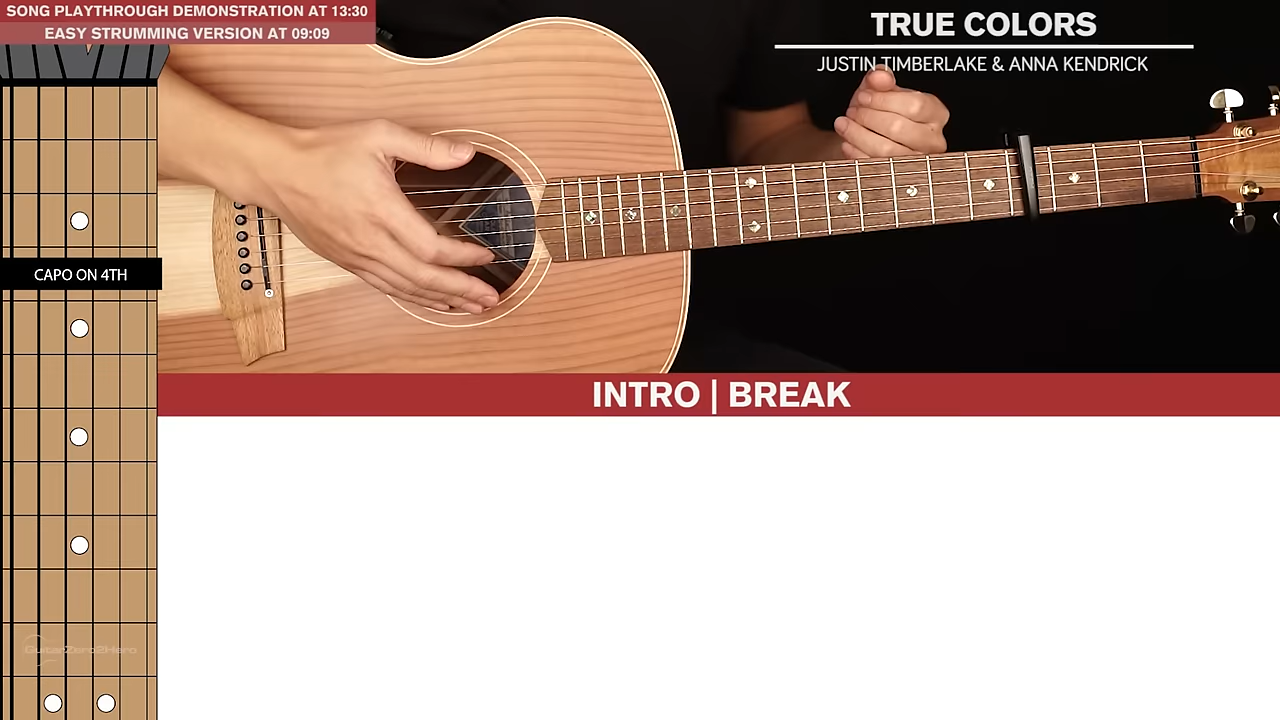 SONG PLAYTHROUGH DEMONSTRATION AT 13:30
EASY STRUMMING VERSION AT 09:09
TRUE COLORS
JUSTIN TIMBERLAKE & ANNA KENDRICK
CAPO ON 4TH
INTRO | BREAK
GuitarZero2Hero